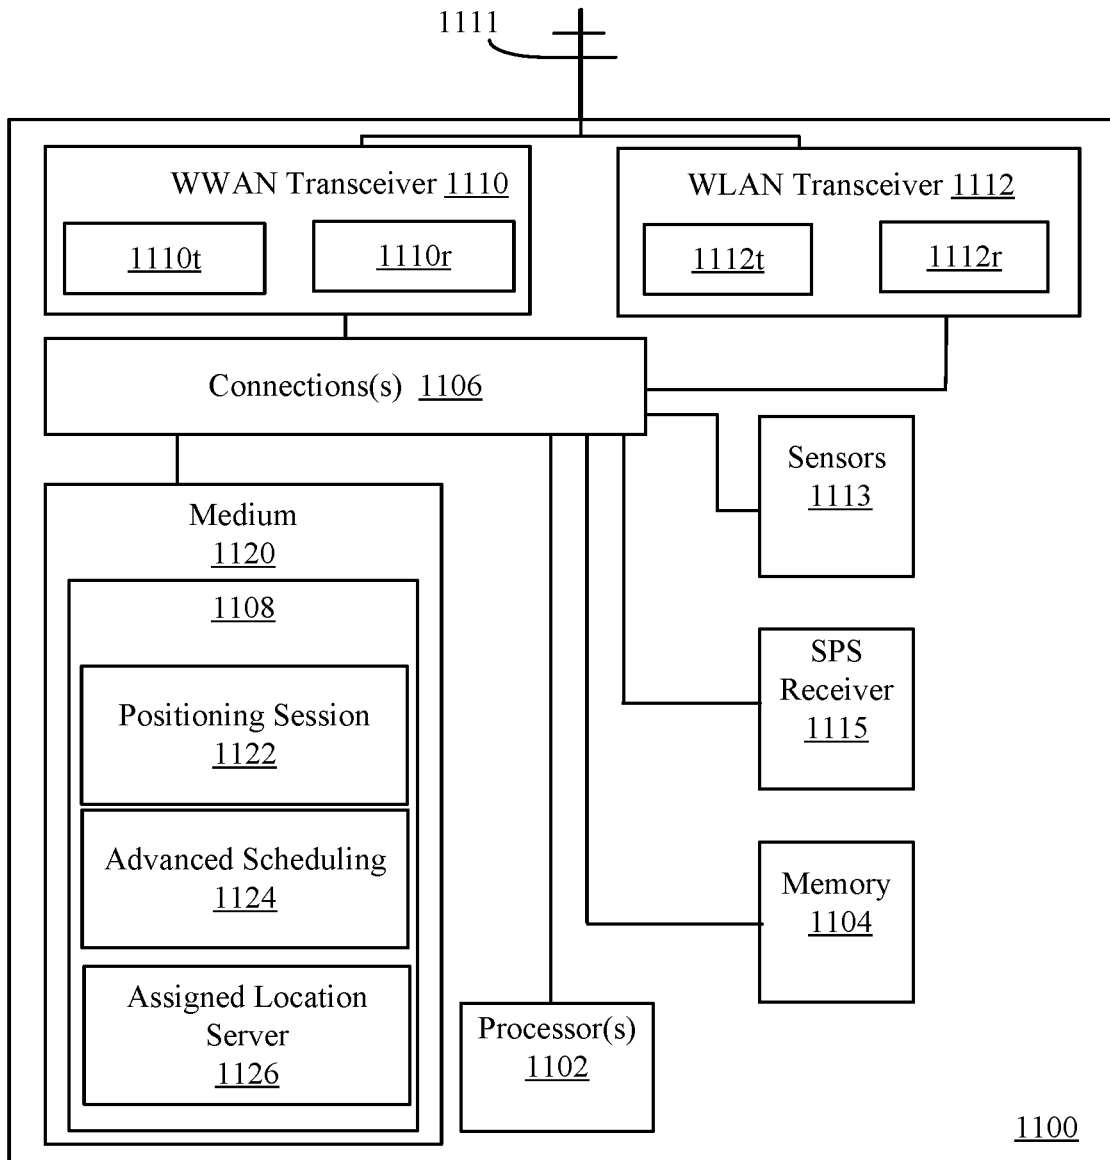 1111
WWAN Transceiver 1110
1110t
1110r
WLAN Transceiver 1112
1112t
1112r
Connections(s) 1106
Medium
1120
1108
Positioning Session
1122
Advanced Scheduling
1124
Assigned Location
Server
1126
Processor(s)
1102
Sensors
1113
SPS
Receiver
1115
Memory
1104
1100